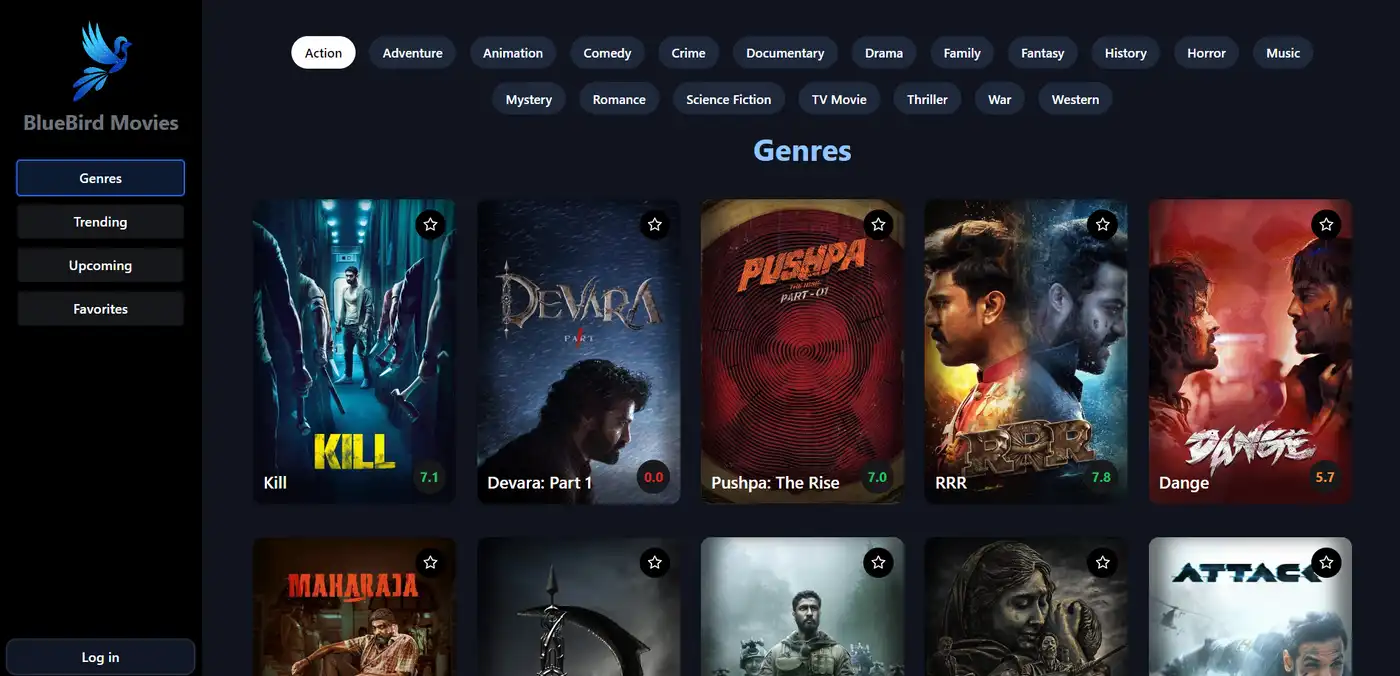 BlueBird Movies
Genres
Trending
Upcoming
Favorites
Log in
Action Adventure Animation Comedy Crime Documentary Drama Family Fantasy History Horror Music
Mystery Romance Science Fiction TV Movie Thriller War Western
Genres
KILL
Kill 7.1
DEVARA
PART 1
Devara: Part 1 0.0
PUSHPA
THE RISE
PART - 01
Pushpa: The Rise 7.0
RRR
RRR 7.8
DANGE
Dange 5.7
MAHARAJA
ATTACK